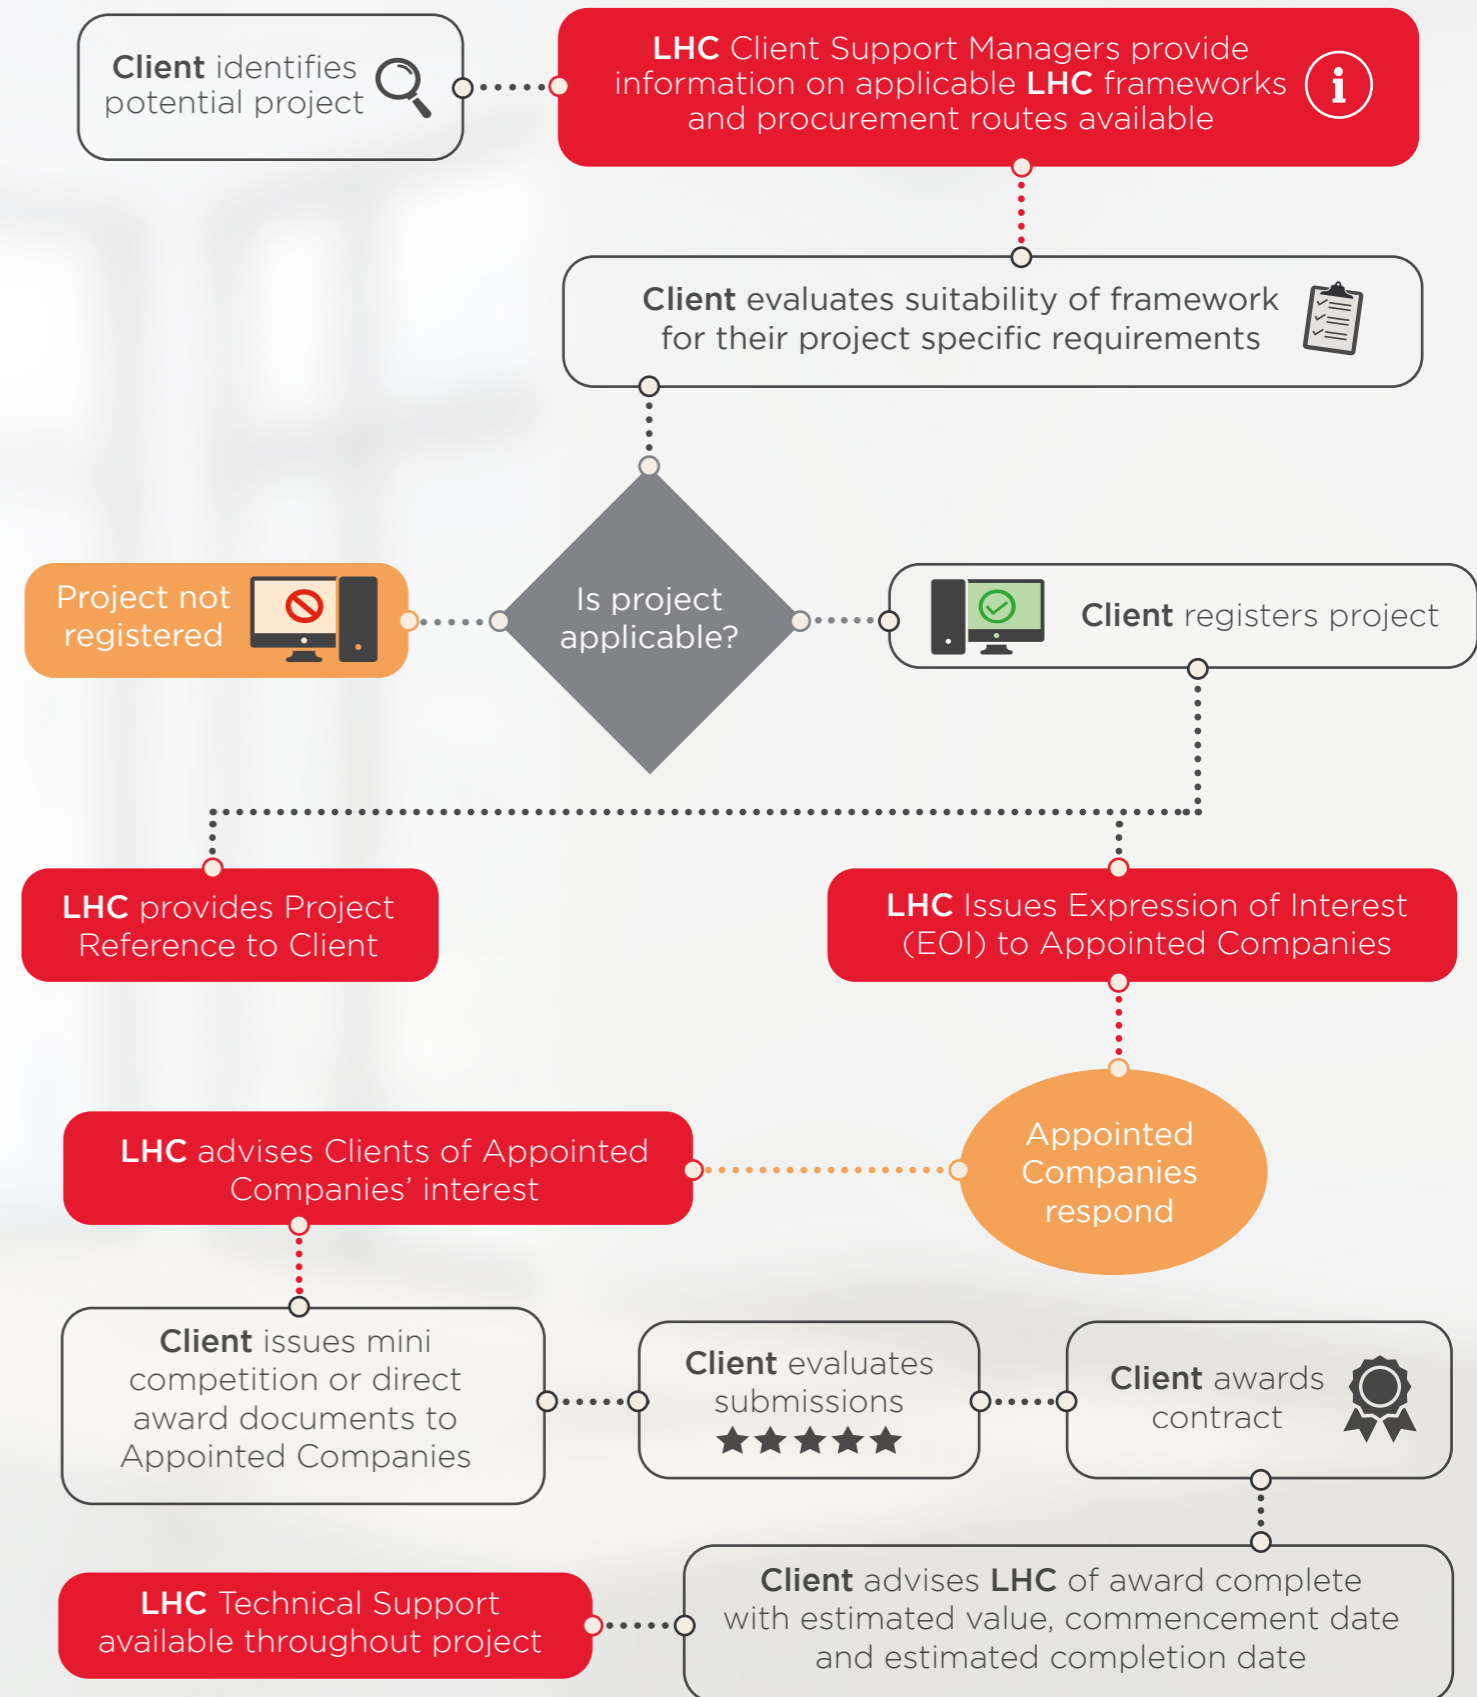 Client identifies
potential project
LHC Client Support Managers provide
information on applicable LHC frameworks
and procurement routes available
i
Client evaluates suitability of framework
for their project specific requirements
Project not
registered
Is project
applicable?
Client registers project
LHC provides Project
Reference to Client
LHC Issues Expression of Interest
(EOI) to Appointed Companies
Appointed
Companies
respond
LHC advises Clients of Appointed
Companies’ interest
Client issues mini
competition or direct
award documents to
Appointed Companies
Client evaluates
submissions
Client awards
contract
LHC Technical Support
available throughout project
Client advises LHC of award complete
with estimated value, commencement date
and estimated completion date